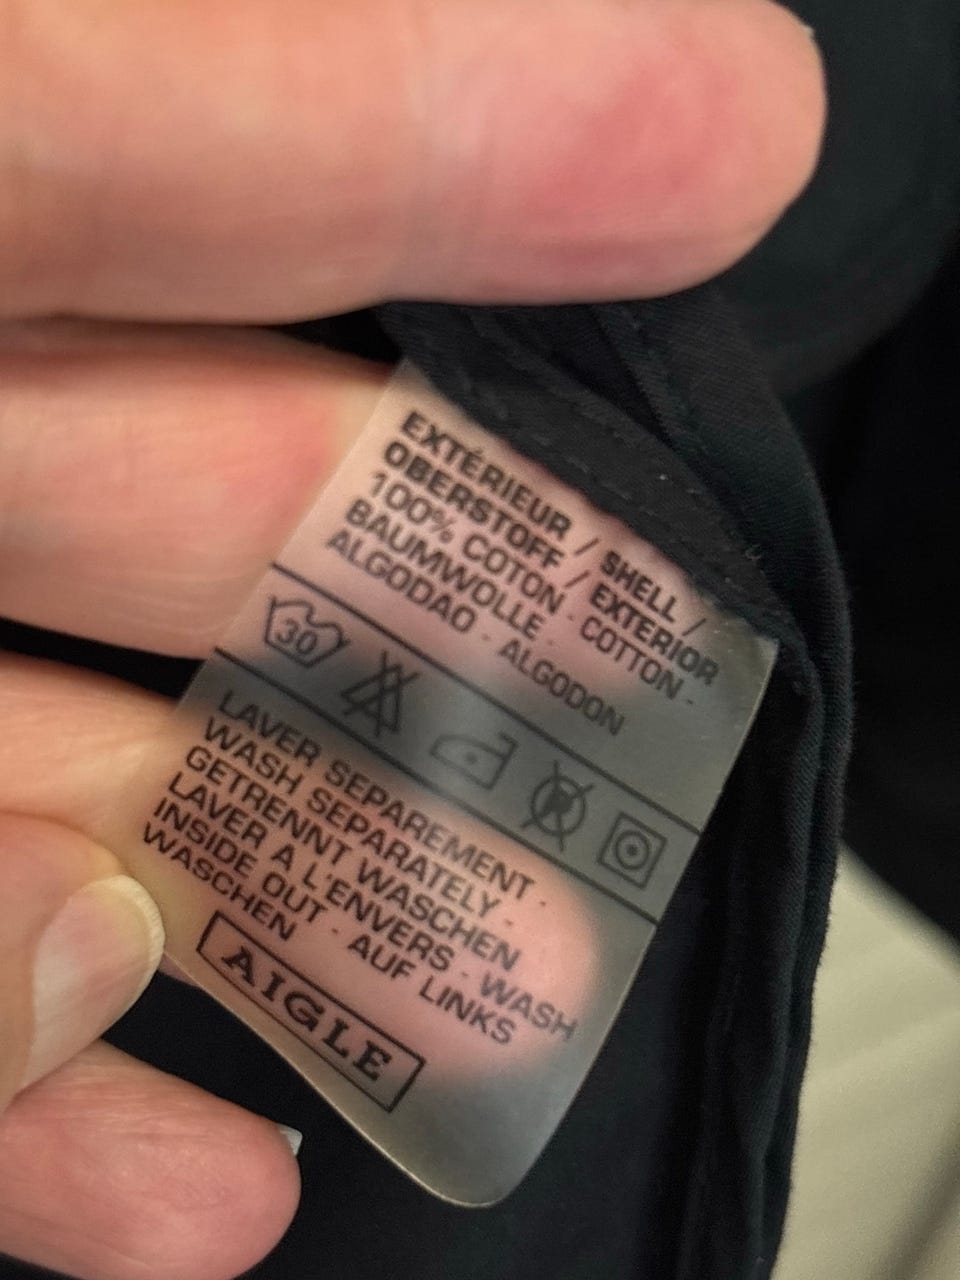 EXTÉRIEUR / SHELL /
OBERSTOFF / EXTERIOR
100% COTON - COTTON -
BAUMWOLLE -
ALGODAO - ALGODON
30
LAVER SEPAREMENT -
WASH SEPARATELY -
GETRENNT WASCHEN
LAVER A L'ENVERS - WASH
INSIDE OUT - AUF LINKS
WASCHEN
AIGLE